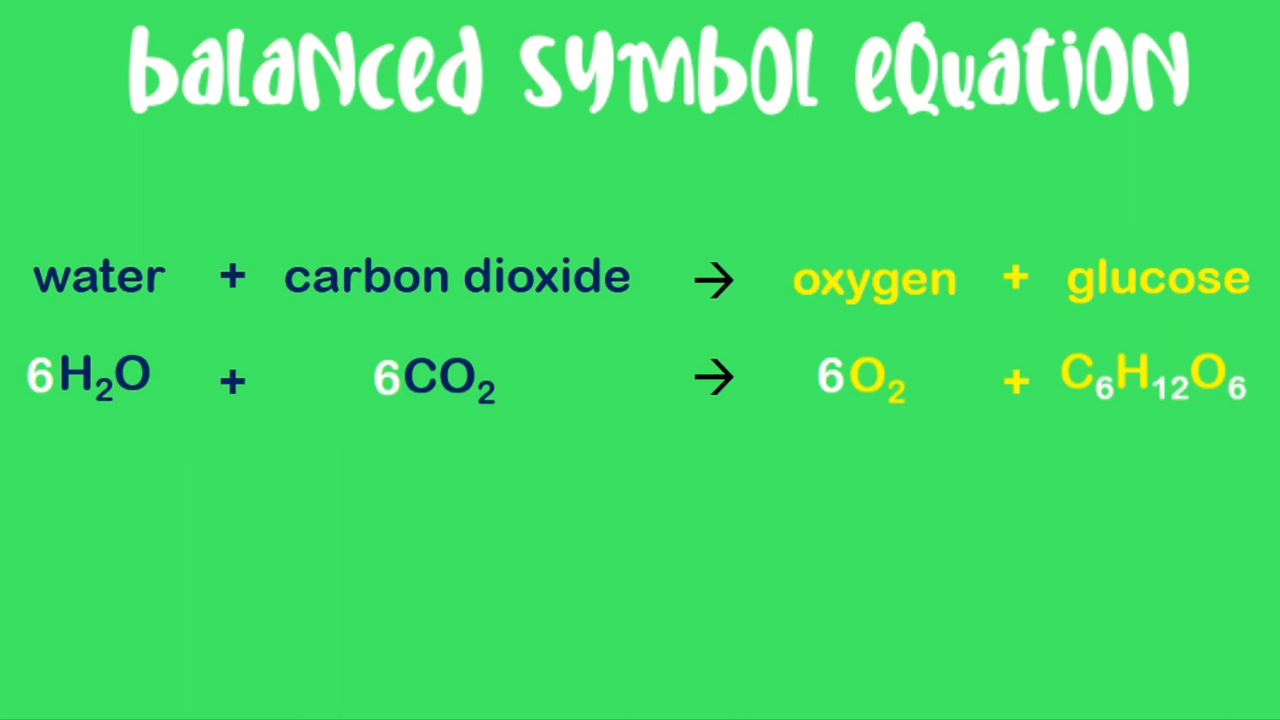 balanced symbol equation
water + carbon dioxide → oxygen + glucose
6H₂O + 6CO₂ → 6O₂ + C₆H₁₂O₆